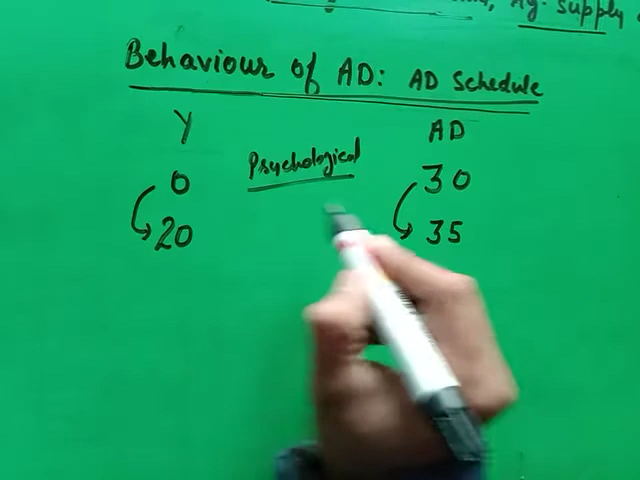 Ag. Supply
Behaviour of AD: AD Schedule
Y AD
Psychological
0 30
20 35